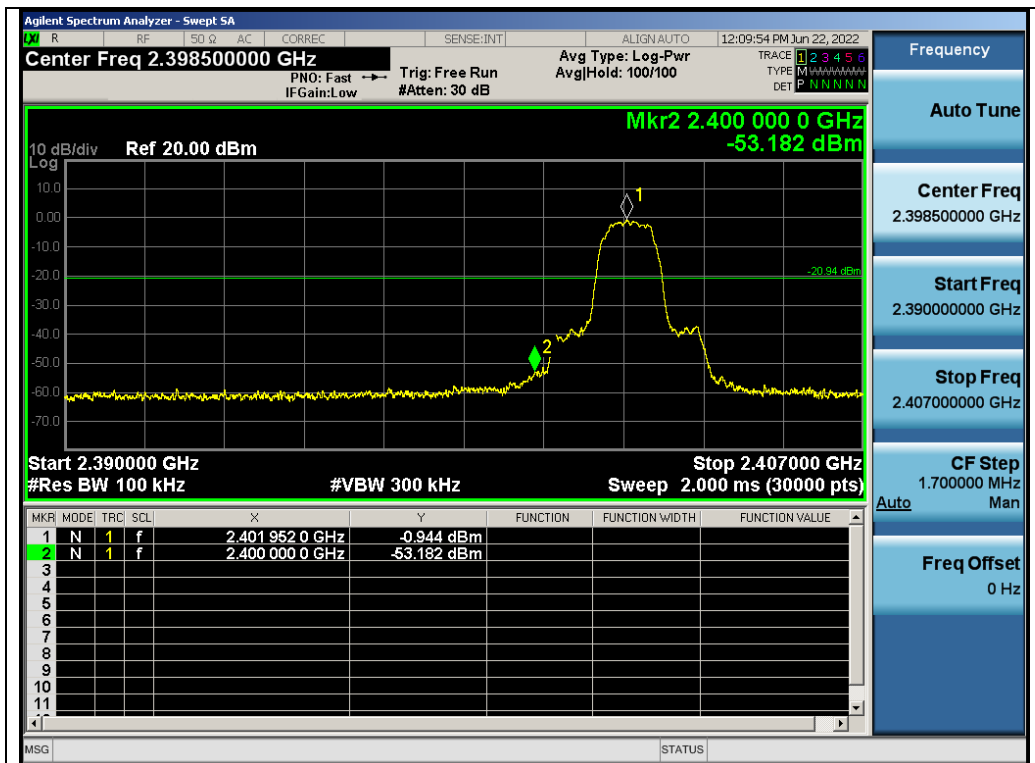 Agilent Spectrum Analyzer - Swept SA
LXI R RF 50 Ω AC CORREC SENSE:INT ALIGN AUTO 12:09:54 PM Jun 22, 2022
Center Freq 2.398500000 GHz
PNO: Fast
IFGain:Low
Trig: Free Run
#Atten: 30 dB
Avg Type: Log-Pwr
Avg|Hold: 100/100
TRACE 1 2 3 4 5 6
TYPE M WWWWW
DET P N N N N N
Mkr2 2.400 000 0 GHz
-53.182 dBm
10 dB/div Ref 20.00 dBm
Log
10.0
0.00
-10.0
-20.0
-30.0
-40.0
-50.0
-60.0
-70.0
1
2
-20.94 dBm
Start 2.390000 GHz Stop 2.407000 GHz
#Res BW 100 kHz #VBW 300 kHz Sweep 2.000 ms (30000 pts)
MKR MODE TRC SCL X Y FUNCTION FUNCTION WIDTH FUNCTION VALUE
1 N 1 f 2.401 952 0 GHz -0.944 dBm
2 N 1 f 2.400 000 0 GHz -53.182 dBm
3
4
5
6
7
8
9
10
11
MSG STATUS
Frequency
Auto Tune
Center Freq
2.398500000 GHz
Start Freq
2.390000000 GHz
Stop Freq
2.407000000 GHz
CF Step
1.700000 MHz
Auto Man
Freq Offset
0 Hz